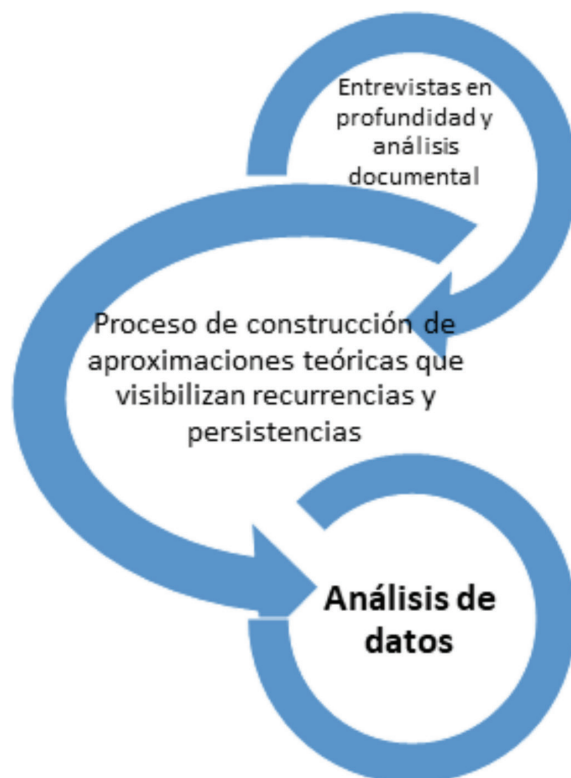 Entrevistas en
profundidad y
análisis
documental
Proceso de construcción de
aproximaciones teóricas que
visibilizan recurrencias y
persistencias
Análisis de
datos